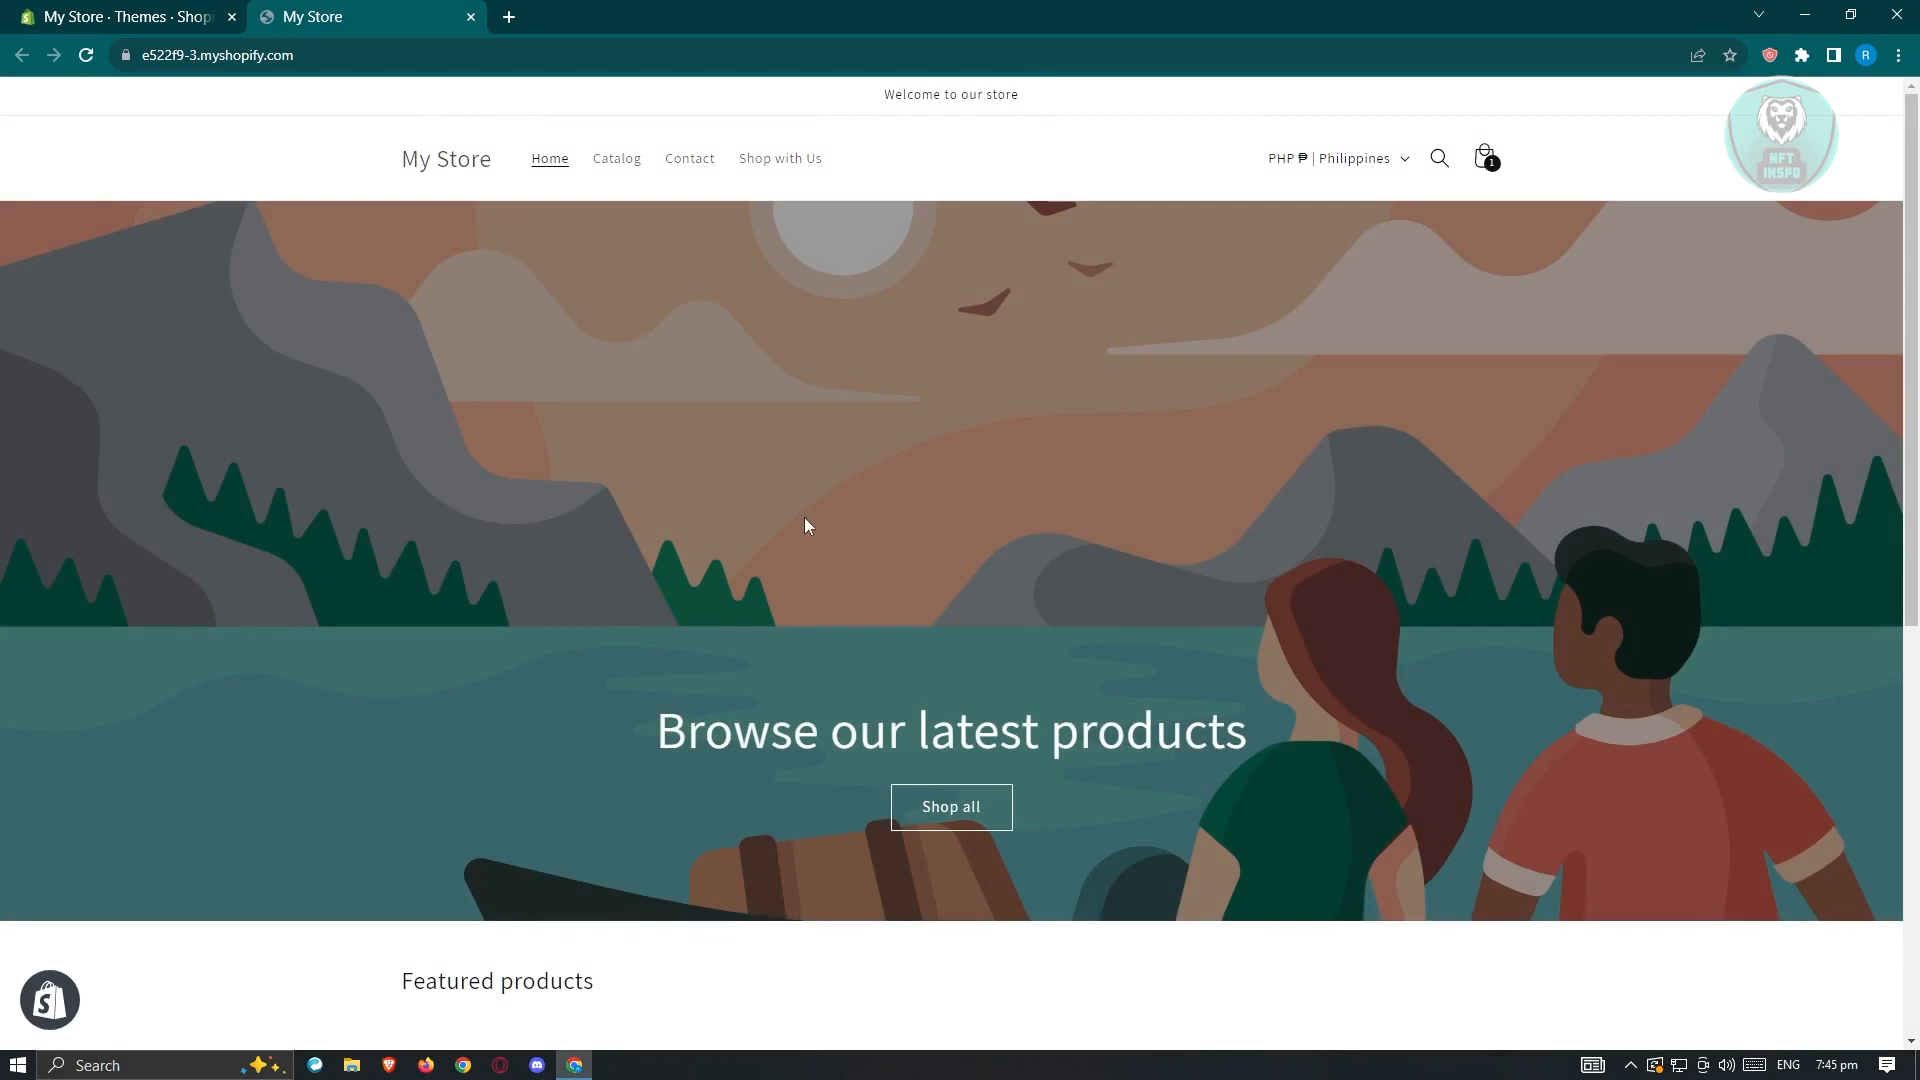 My Store · Themes · Shopi
My Store
e522f9-3.myshopify.com
R
Welcome to our store
My Store
Home
Catalog
Contact
Shop with Us
PHP ₱ | Philippines
1
NFT
INSPO
Browse our latest products
Shop all
Featured products
Search
ENG
7:45 pm